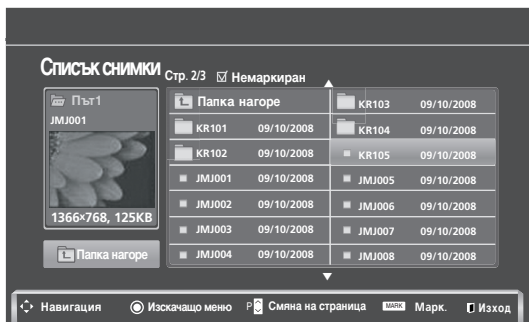 Списък снимки Стр. 2/3 Немаркиран
Път1
JMJ001
1366×768, 125KB
Папка нагоре
Папка нагоре
KR101 09/10/2008
KR102 09/10/2008
JMJ001 09/10/2008
JMJ002 09/10/2008
JMJ003 09/10/2008
JMJ004 09/10/2008
KR103 09/10/2008
KR104 09/10/2008
KR105 09/10/2008
JMJ005 09/10/2008
JMJ006 09/10/2008
JMJ007 09/10/2008
JMJ008 09/10/2008
Навигация Изскачащо меню P Смяна на страница MARK Марк. Изход